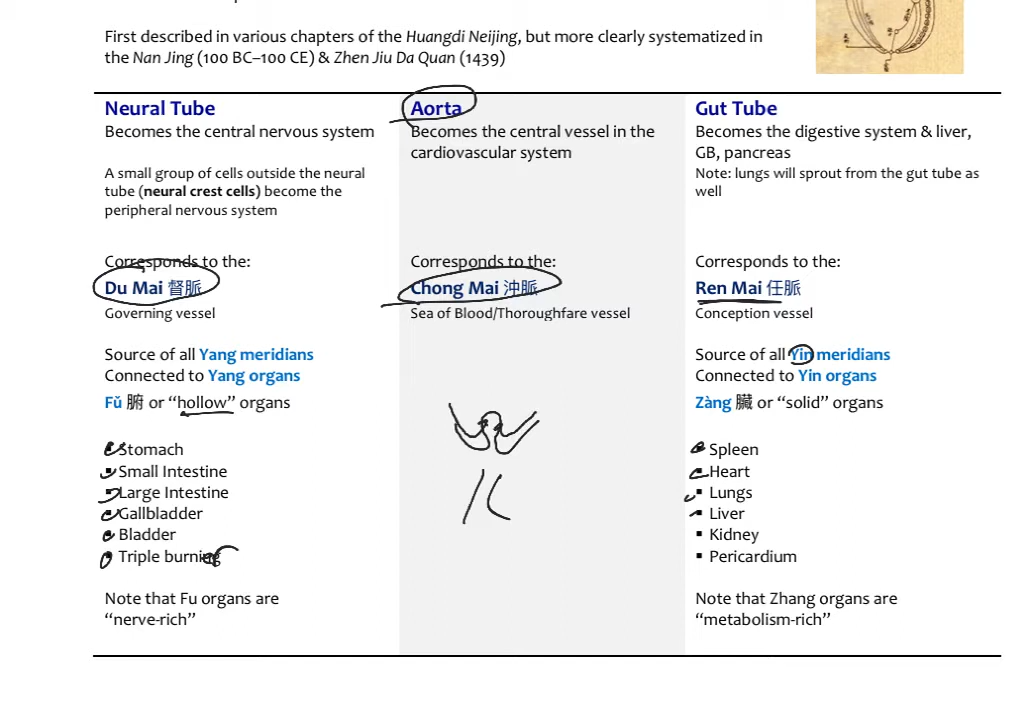 First described in various chapters of the Huangdi Neijing, but more clearly systematized in
the Nan Jing (100 BC–100 CE) & Zhen Jiu Da Quan (1439)
Neural Tube
Becomes the central nervous system
A small group of cells outside the neural
tube (neural crest cells) become the
peripheral nervous system
Corresponds to the:
Du Mai 督脈
Governing vessel
Source of all Yang meridians
Connected to Yang organs
Fŭ 腑 or “hollow” organs
Stomach
Small Intestine
Large Intestine
Gallbladder
Bladder
Triple burning
Note that Fu organs are
“nerve-rich”
Aorta
Becomes the central vessel in the
cardiovascular system
Corresponds to the:
Chong Mai 沖脈
Sea of Blood/Thoroughfare vessel
Gut Tube
Becomes the digestive system & liver,
GB, pancreas
Note: lungs will sprout from the gut tube as
well
Corresponds to the:
Ren Mai 任脈
Conception vessel
Source of all Yin meridians
Connected to Yin organs
Zàng 臟 or “solid” organs
▪ Spleen
▪ Heart
▪ Lungs
▪ Liver
▪ Kidney
▪ Pericardium
Note that Zhang organs are
“metabolism-rich”